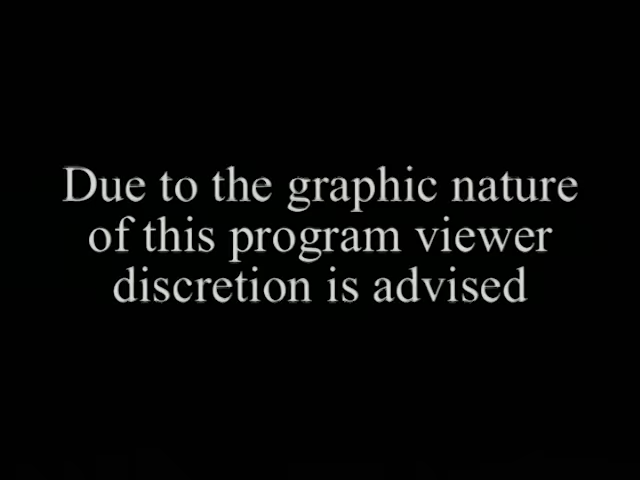 Due to the graphic nature
of this program viewer
discretion is advised